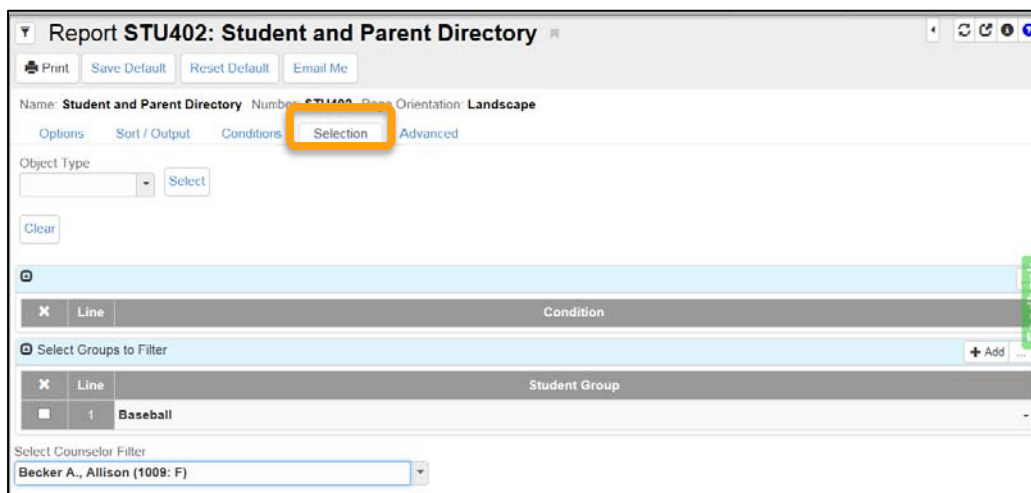 Report STU402: Student and Parent Directory
Print Save Default Reset Default Email Me
Name: Student and Parent Directory Number: STU402 Page Orientation: Landscape
Options Sort / Output Conditions Selection Advanced
Object Type
Select
Clear
Line Condition
Select Groups to Filter + Add ...
Line Student Group
1 Baseball
Select Counselor Filter
Becker A., Allison (1009: F)